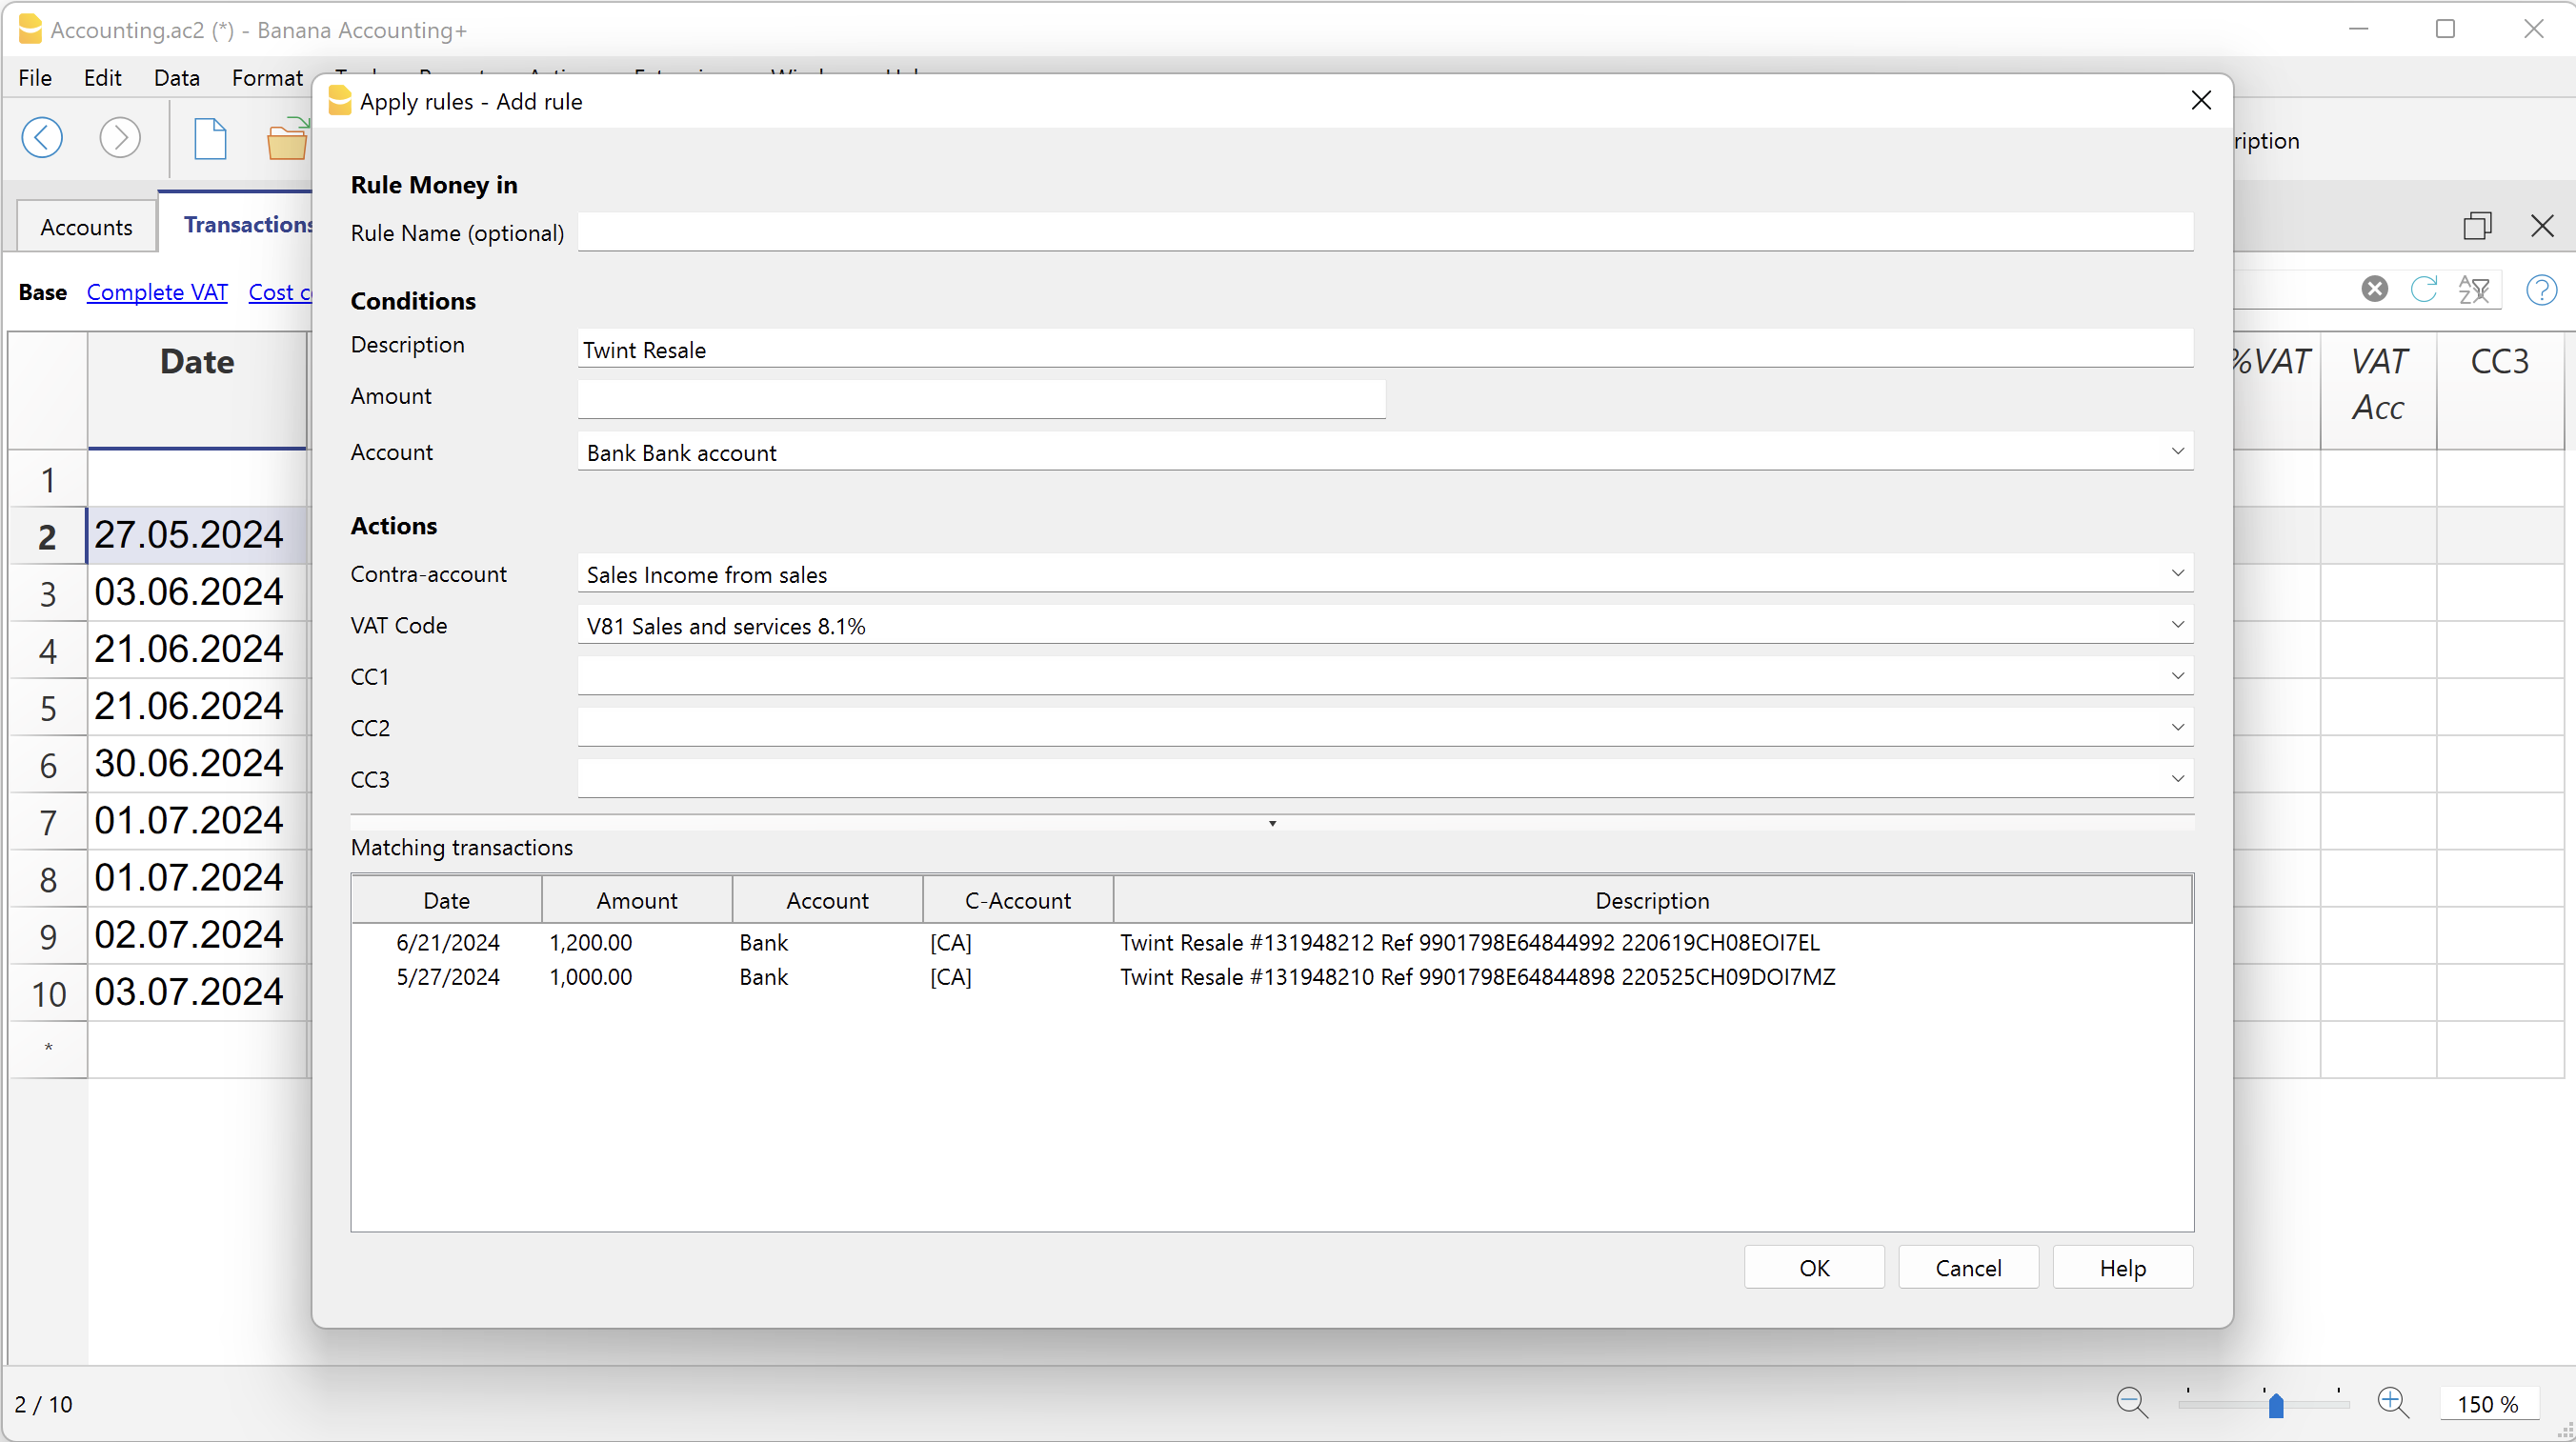 Accounting.ac2 (*) - Banana Accounting+
File Edit Data Format
Apply rules - Add rule
Accounts Transactions
Base Complete VAT Cost
Rule Money in
Rule Name (optional)
Conditions
Description Twint Resale
Amount
Account Bank Bank account
Actions
Contra-account Sales Income from sales
VAT Code V81 Sales and services 8.1%
CC1
CC2
CC3
Matching transactions
Date Amount Account C-Account Description
6/21/2024 1,200.00 Bank [CA] Twint Resale #131948212 Ref 9901798E64844992 220619CH08EOI7EL
5/27/2024 1,000.00 Bank [CA] Twint Resale #131948210 Ref 9901798E64844898 220525CH09DOI7MZ
OK Cancel Help
Date
1
2 27.05.2024
3 03.06.2024
4 21.06.2024
5 21.06.2024
6 30.06.2024
7 01.07.2024
8 01.07.2024
9 02.07.2024
10 03.07.2024
*
ription
%VAT VAT CC3
Acc
2 / 10
150 %